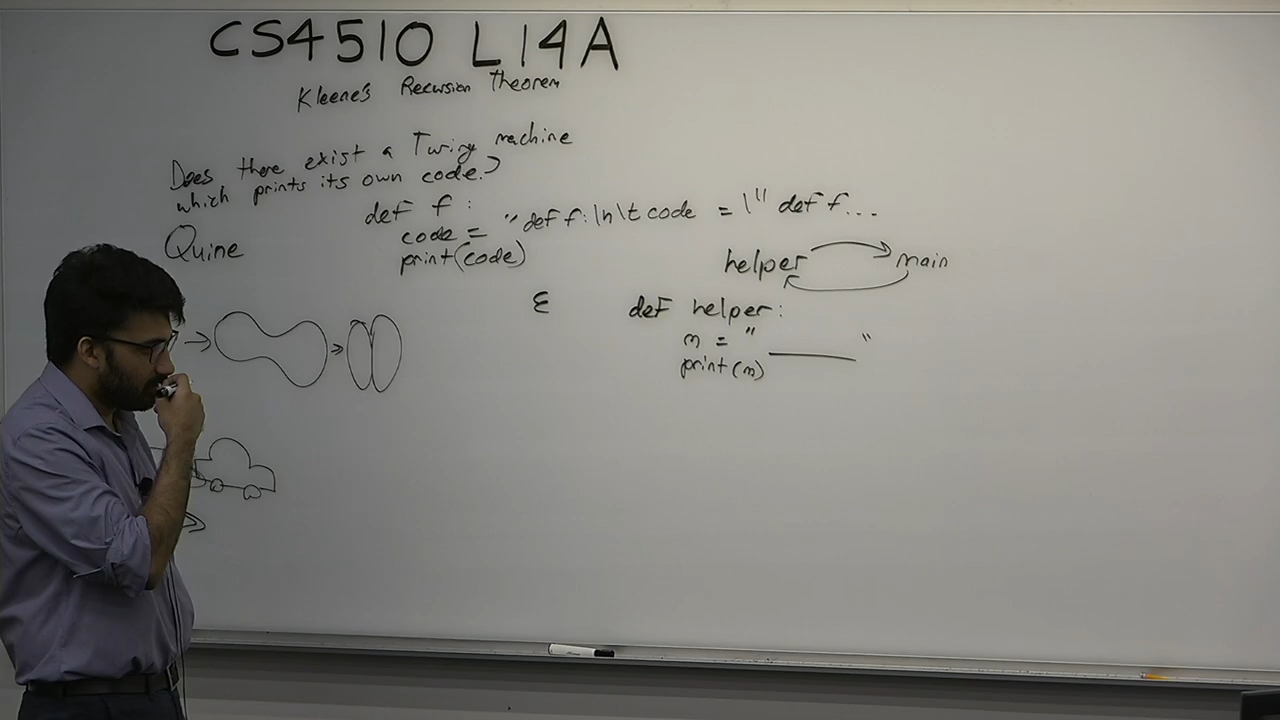 CS4510 L14A
Kleene's Recursion Theorem
Does there exist a Turing machine
which prints its own code?
def f:
code = "def f:\n\t code = \" def f...
print(code)
Quine
helper main
ε
def helper:
m = " "
print(m)